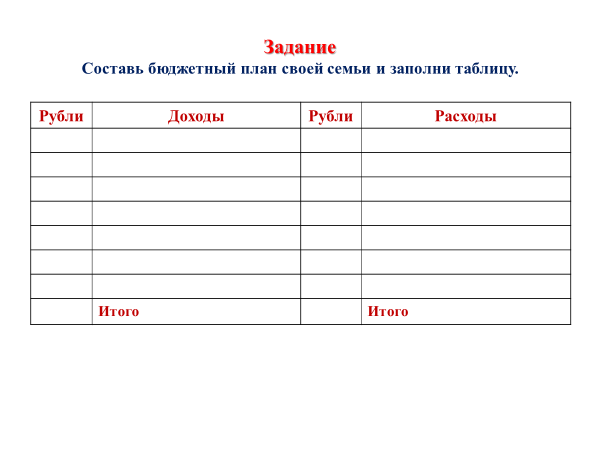 Задание
Составь бюджетный план своей семьи и заполни таблицу.
Рубли Доходы Рубли Расходы
Итого Итого